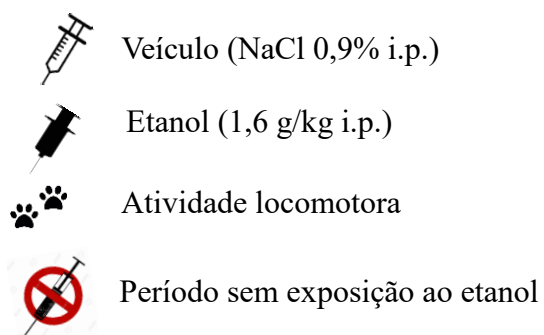 Veículo (NaCl 0,9% i.p.)
Etanol (1,6 g/kg i.p.)
Atividade locomotora
Período sem exposição ao etanol